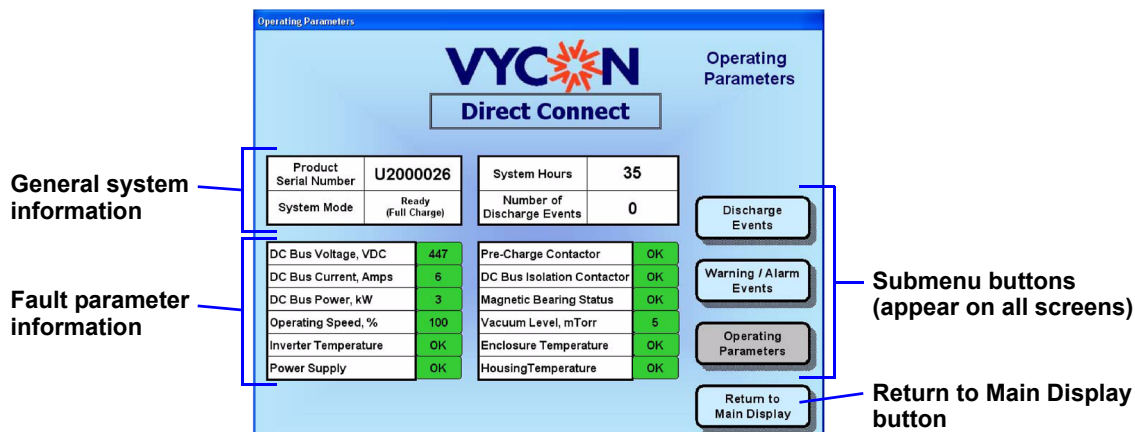 Operating Parameters
VYCON
Direct Connect
Operating
Parameters
General system
information
Product
Serial Number
U2000026
System Hours
35
System Mode
Ready
(Full Charge)
Number of
Discharge Events
0
Fault parameter
information
DC Bus Voltage, VDC
447
Pre-Charge Contactor
OK
DC Bus Current, Amps
6
DC Bus Isolation Contactor
OK
DC Bus Power, kW
3
Magnetic Bearing Status
OK
Operating Speed, %
100
Vacuum Level, mTorr
5
Inverter Temperature
OK
Enclosure Temperature
OK
Power Supply
OK
HousingTemperature
OK
Discharge
Events
Warning / Alarm
Events
Operating
Parameters
Return to
Main Display
Submenu buttons
(appear on all screens)
Return to Main Display
button